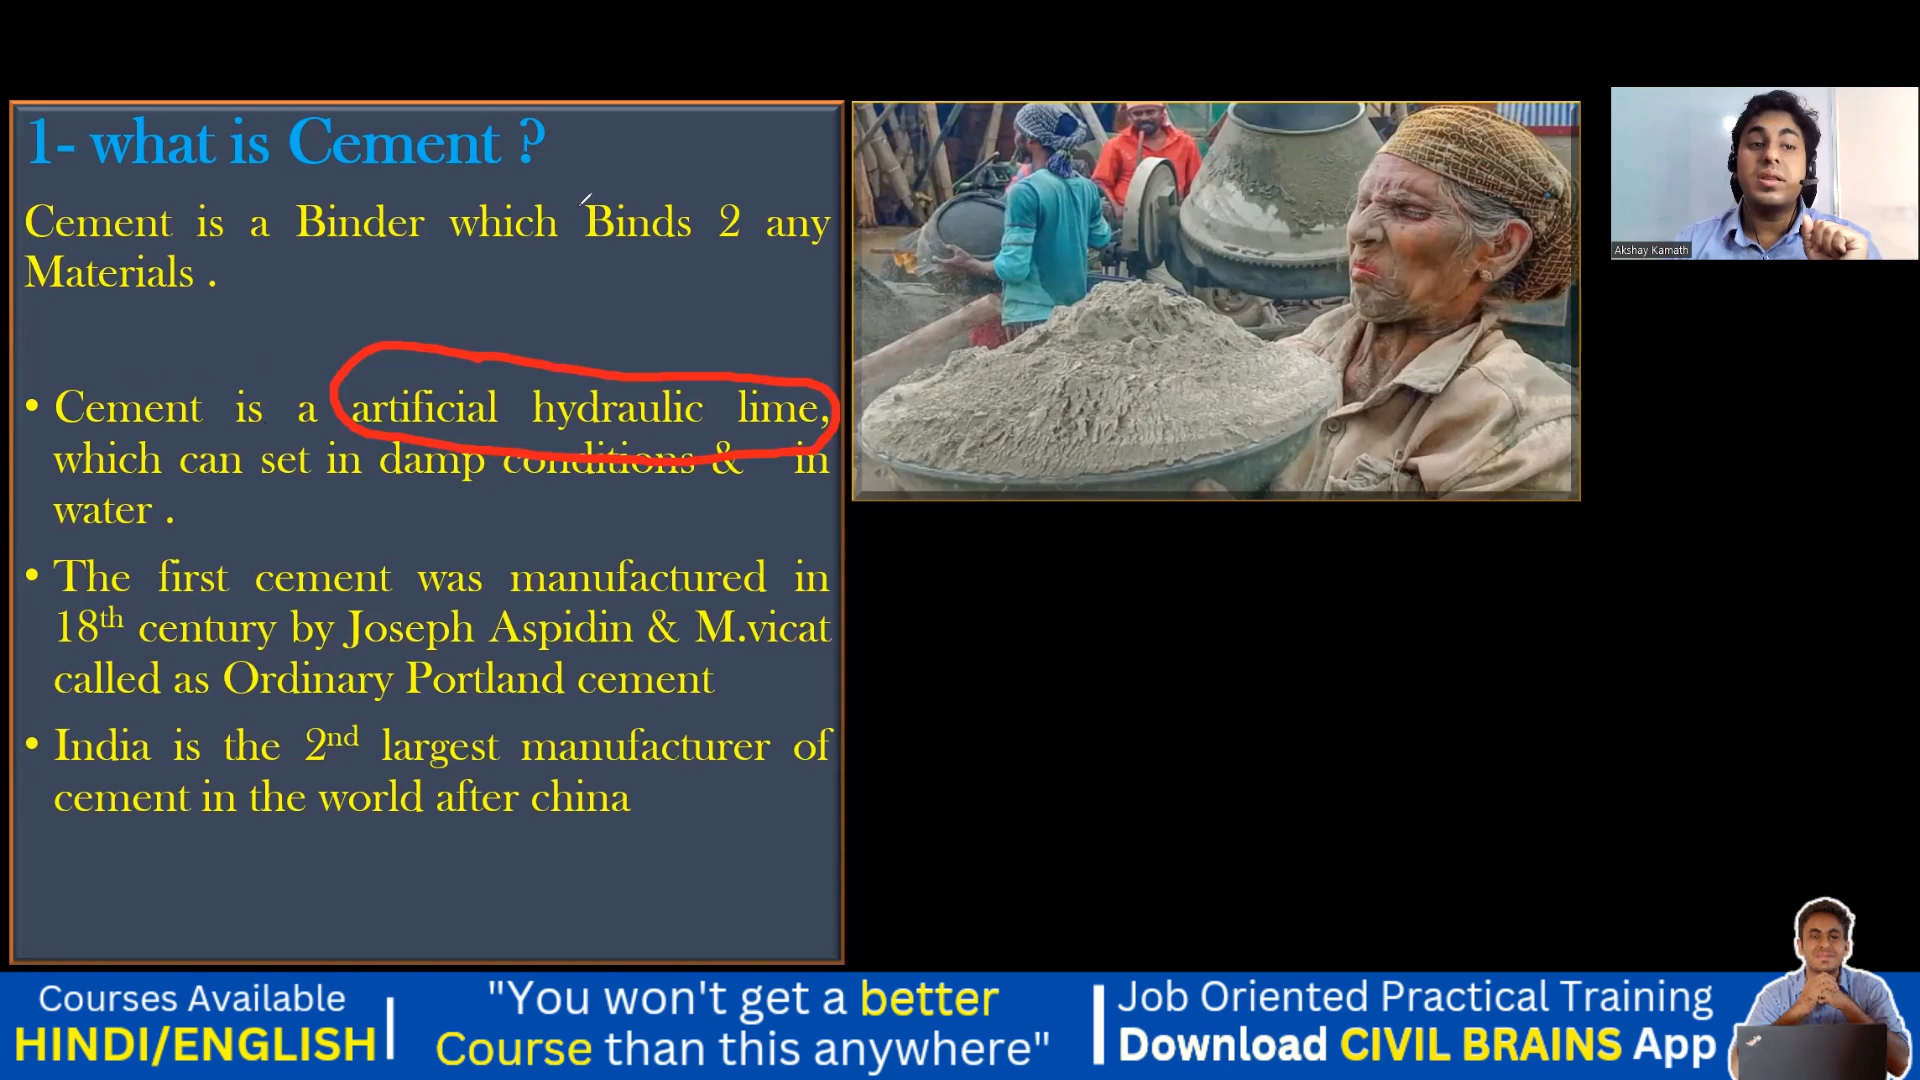 1- what is Cement ?
Cement is a Binder which Binds 2 any
Materials .
• Cement is a artificial hydraulic lime,
which can set in damp conditions & in
water .
• The first cement was manufactured in
18th century by Joseph Aspidin & M.vicat
called as Ordinary Portland cement
• India is the 2nd largest manufacturer of
cement in the world after china
Akshay Kamath
Courses Available
HINDI/ENGLISH
"You won't get a better
Course than this anywhere"
Job Oriented Practical Training
Download CIVIL BRAINS App